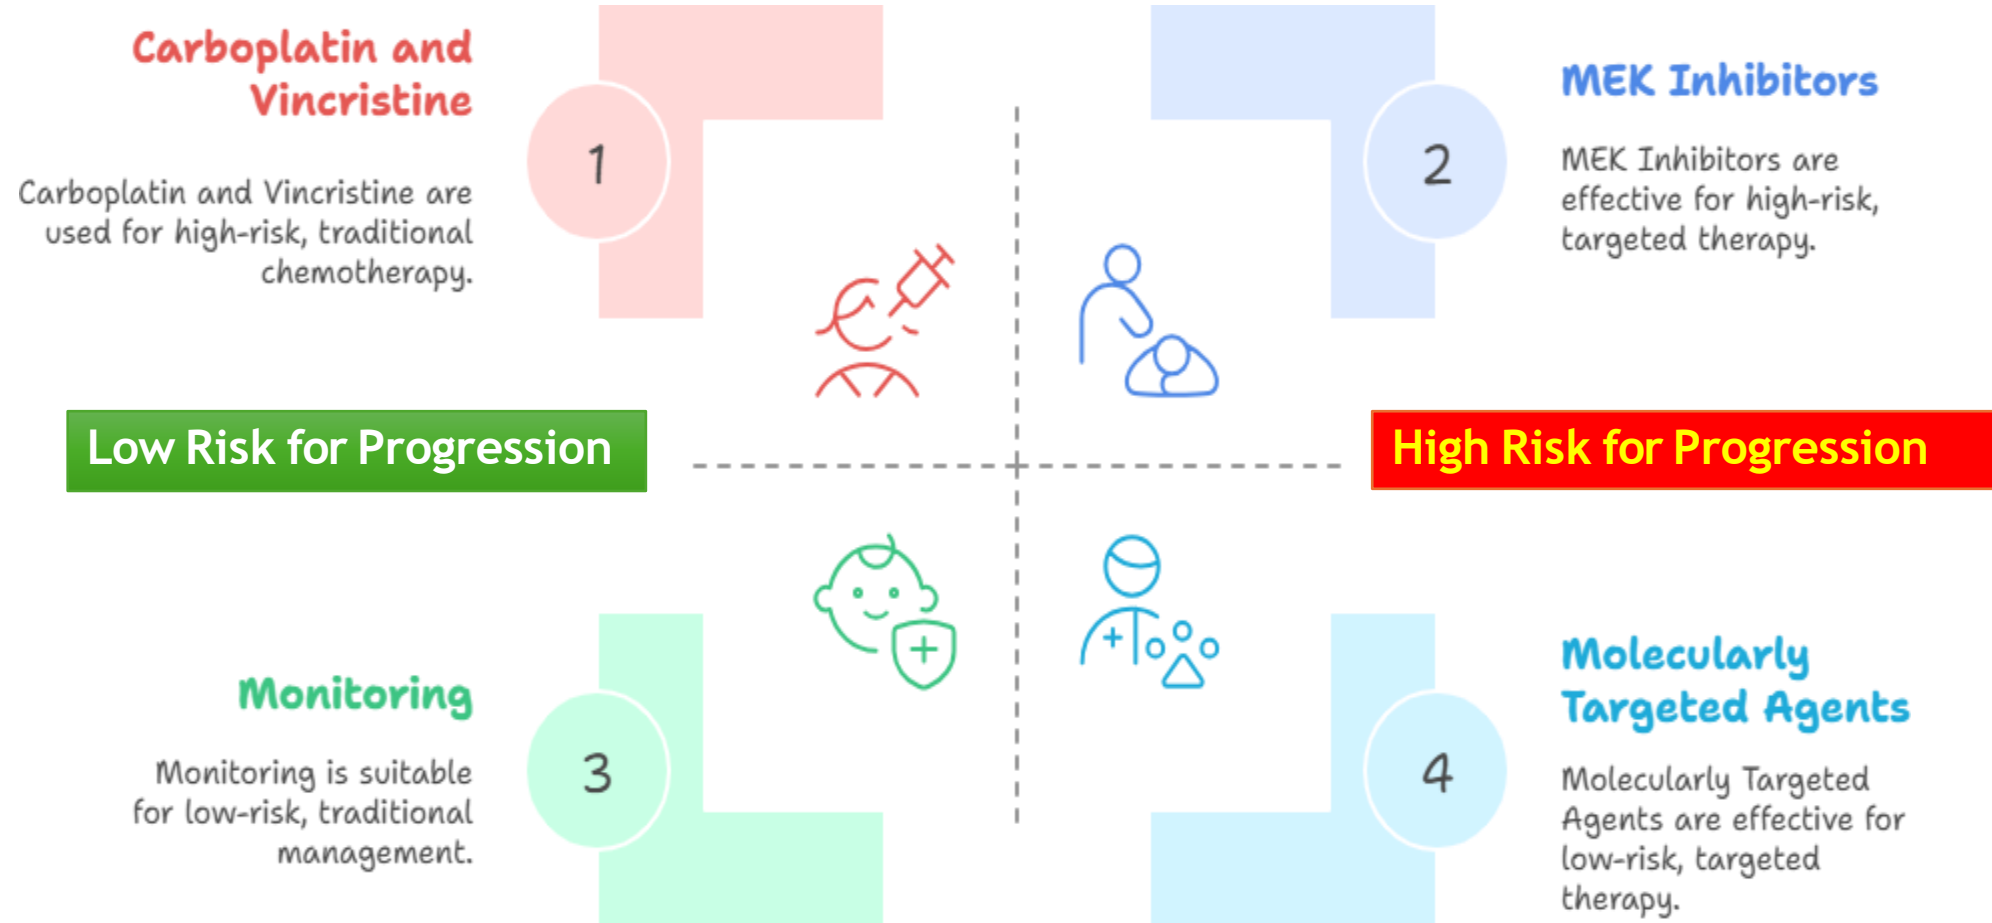 Carboplatin and
Vincristine
Carboplatin and Vincristine are
used for high-risk, traditional
chemotherapy.
1
2
MEK Inhibitors
MEK Inhibitors are
effective for high-risk,
targeted therapy.
Low Risk for Progression
High Risk for Progression
Monitoring
Monitoring is suitable
for low-risk, traditional
management.
3
4
Molecularly
Targeted Agents
Molecularly Targeted
Agents are effective for
low-risk, targeted
therapy.